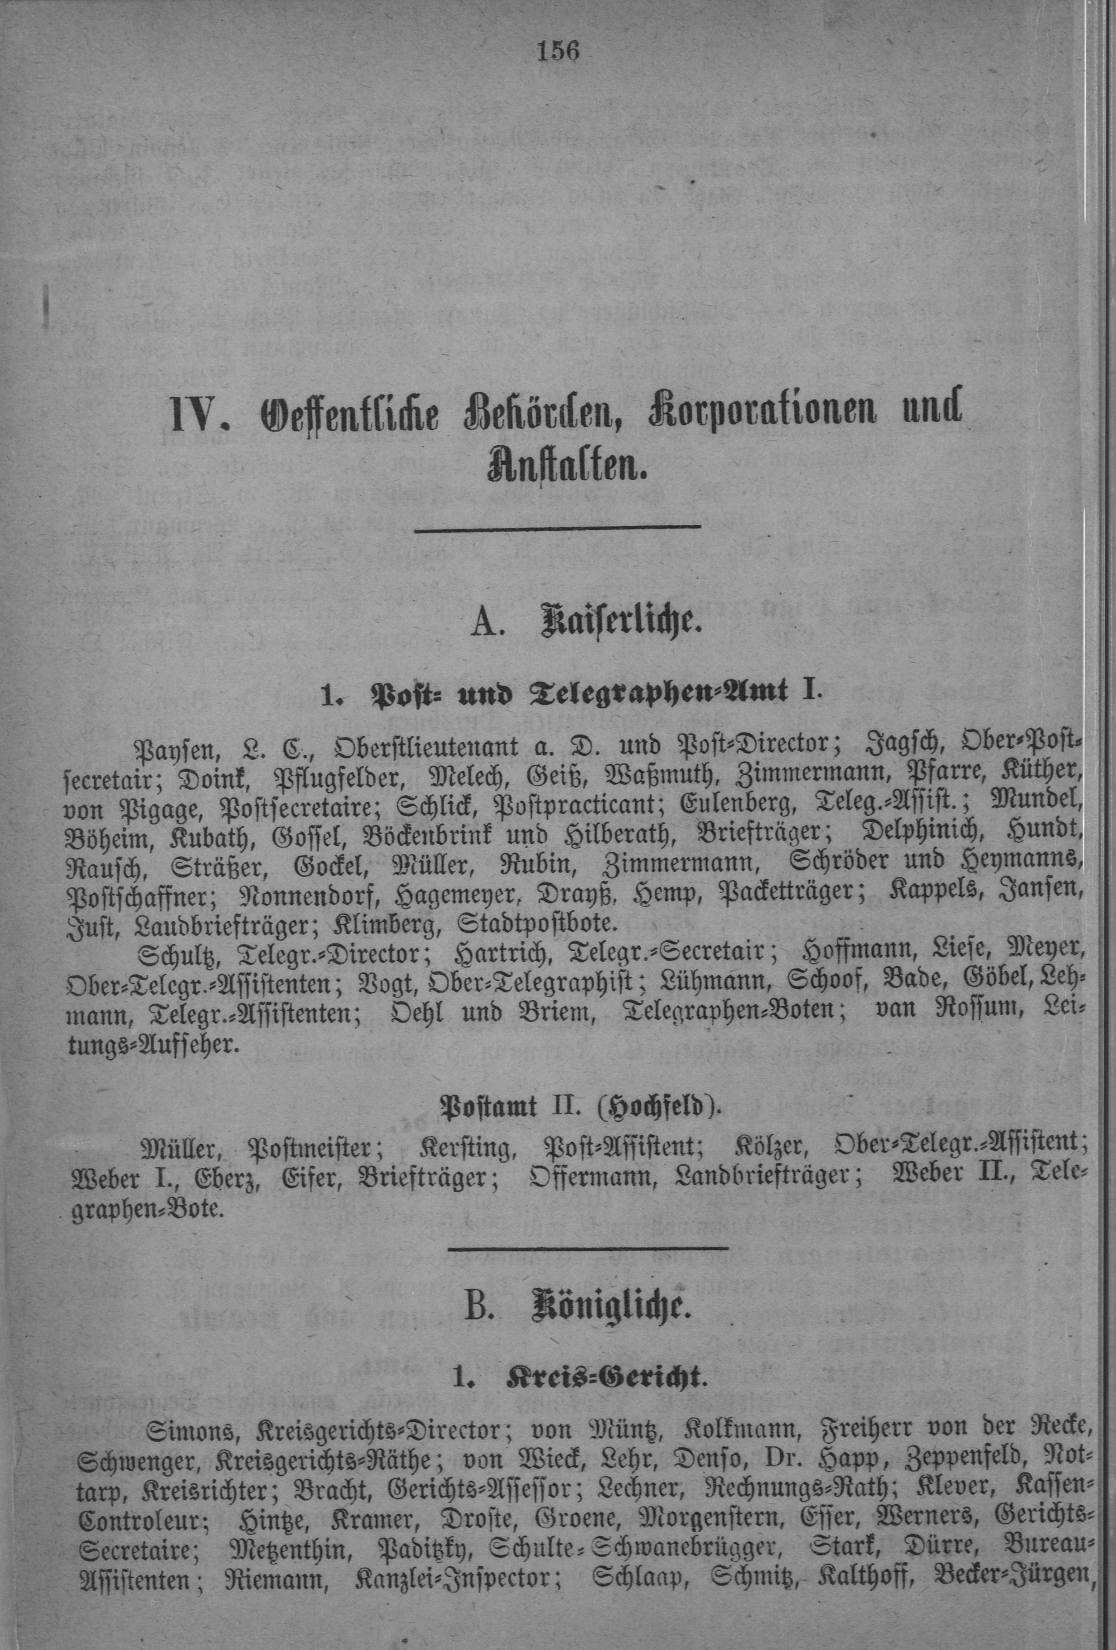 156
IV. Oeffentliche Behörden, Korporationen und
Anstalten.
A. Kaiserliche.
1. Post- und Telegraphen-Amt I.
Paysen, L. C., Oberstlieutenant a. D. und Post-Director; Jagsch, Ober-Post-
secretair; Doink, Pflugfelder, Melech, Geiß, Waßmuth, Zimmermann, Pfarre, Küther,
von Pigage, Postsecretaire; Schlick, Postpracticant; Eulenberg, Teleg.-Assist.; Mundel,
Böheim, Kubath, Gossel, Böckenbrink und Hilberath, Briefträger; Delphinich, Hundt,
Rausch, Sträßer, Gockel, Müller, Rubin, Zimmermann, Schröder und Heymanns,
Postschaffner; Nonnendorf, Hagemeyer, Drayß, Hemp, Packetträger; Kappels, Jansen,
Just, Landbriefträger; Klimberg, Stadtpostbote.
Schultz, Telegr.-Director; Hartrich, Telegr.-Secretair; Hoffmann, Liese, Meyer,
Ober-Telegr.-Assistenten; Vogt, Ober-Telegraphist; Lühmann, Schoof, Bade, Göbel, Leh-
mann, Telegr.-Assistenten; Oehl und Briem, Telegraphen-Boten; van Rossum, Lei-
tungs-Aufseher.
Postamt II. (Hochfeld).
Müller, Postmeister; Kersting, Post-Assistent; Kölzer, Ober-Telegr.-Assistent;
Weber I., Eberz, Eifer, Briefträger; Offermann, Landbriefträger; Weber II., Tele-
graphen-Bote.
B. Königliche.
1. Kreis-Gericht.
Simons, Kreisgerichts-Director; von Müntz, Kolkmann, Freiherr von der Recke,
Schwenger, Kreisgerichts-Räthe; von Wieck, Lehr, Denso, Dr. Happ, Zeppenfeld, Not-
tarp, Kreisrichter; Bracht, Gerichts-Assessor; Lechner, Rechnungs-Rath; Klever, Kassen-
Controleur; Hintze, Kramer, Droste, Groene, Morgenstern, Esser, Werners, Gerichts-
Secretaire; Metzenthin, Paditzky, Schulte-Schwanebrügger, Stark, Dürre, Bureau-
Assistenten; Riemann, Kanzlei-Inspector; Schlaap, Schmitz, Kalthoff, Becker-Jürgen,